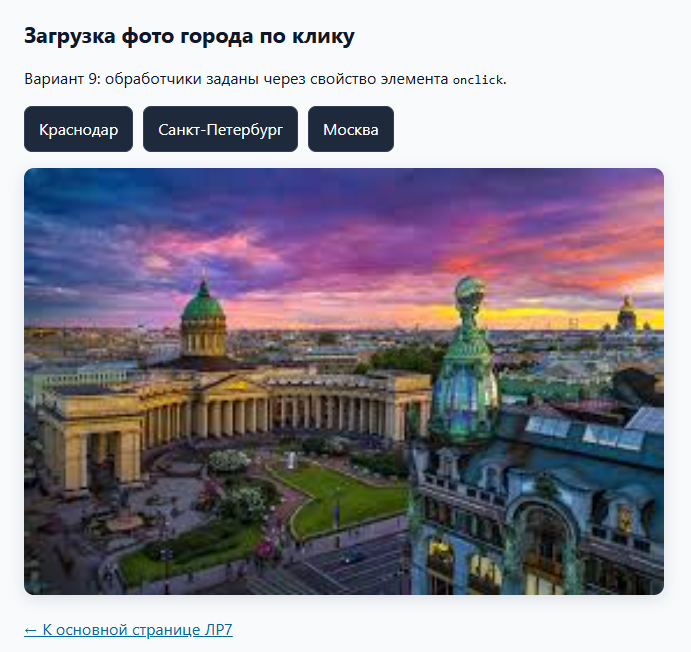 Загрузка фото города по клику
Вариант 9: обработчики заданы через свойство элемента onclick.
Краснодар Санкт-Петербург Москва
← К основной странице ЛР7